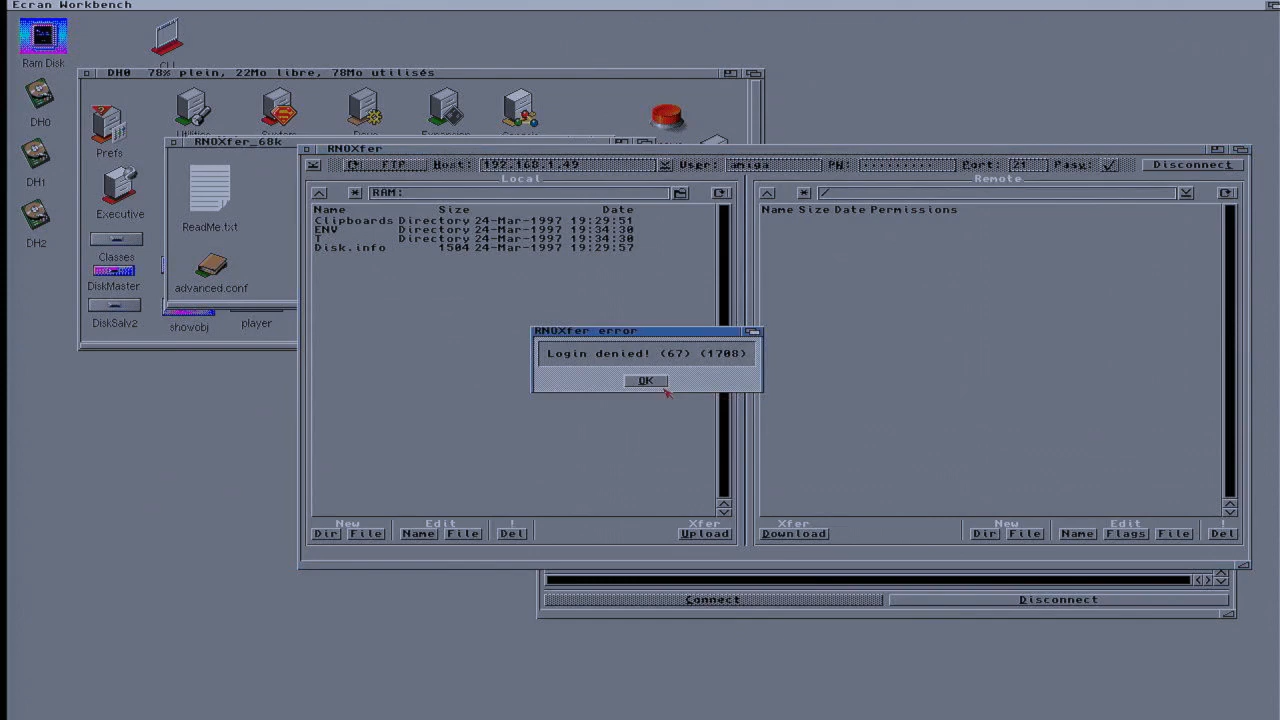 Ecran Workbench
Ram Disk
DH0 78% plein, 22Mo libre, 78Mo utilisés
DH0
Prefs
RNOXfer_68k
RNOXfer
FTP Host: 192.168.1.49 User: amiga PW: ········· Port: 21 Pasv:
Disconnect
Local
Remote
RAM:
/
Name Size Date
Name Size Date Permissions
Clipboards Directory 24-Mar-1997 19:29:51
ENV Directory 24-Mar-1997 19:34:30
T Directory 24-Mar-1997 19:34:30
Disk.info 1504 24-Mar-1997 19:29:57
DH1
Executive
ReadMe.txt
DH2
Classes
DiskMaster
advanced.conf
DiskSalv2
showobj
player
RNOXfer error
Login denied! (67) (1708)
OK
New
Edit
!
Xfer
Dir File
Name File
Del
Upload
Xfer
New
Edit
!
Download
Dir File
Name Flags File
Del
Connect
Disconnect